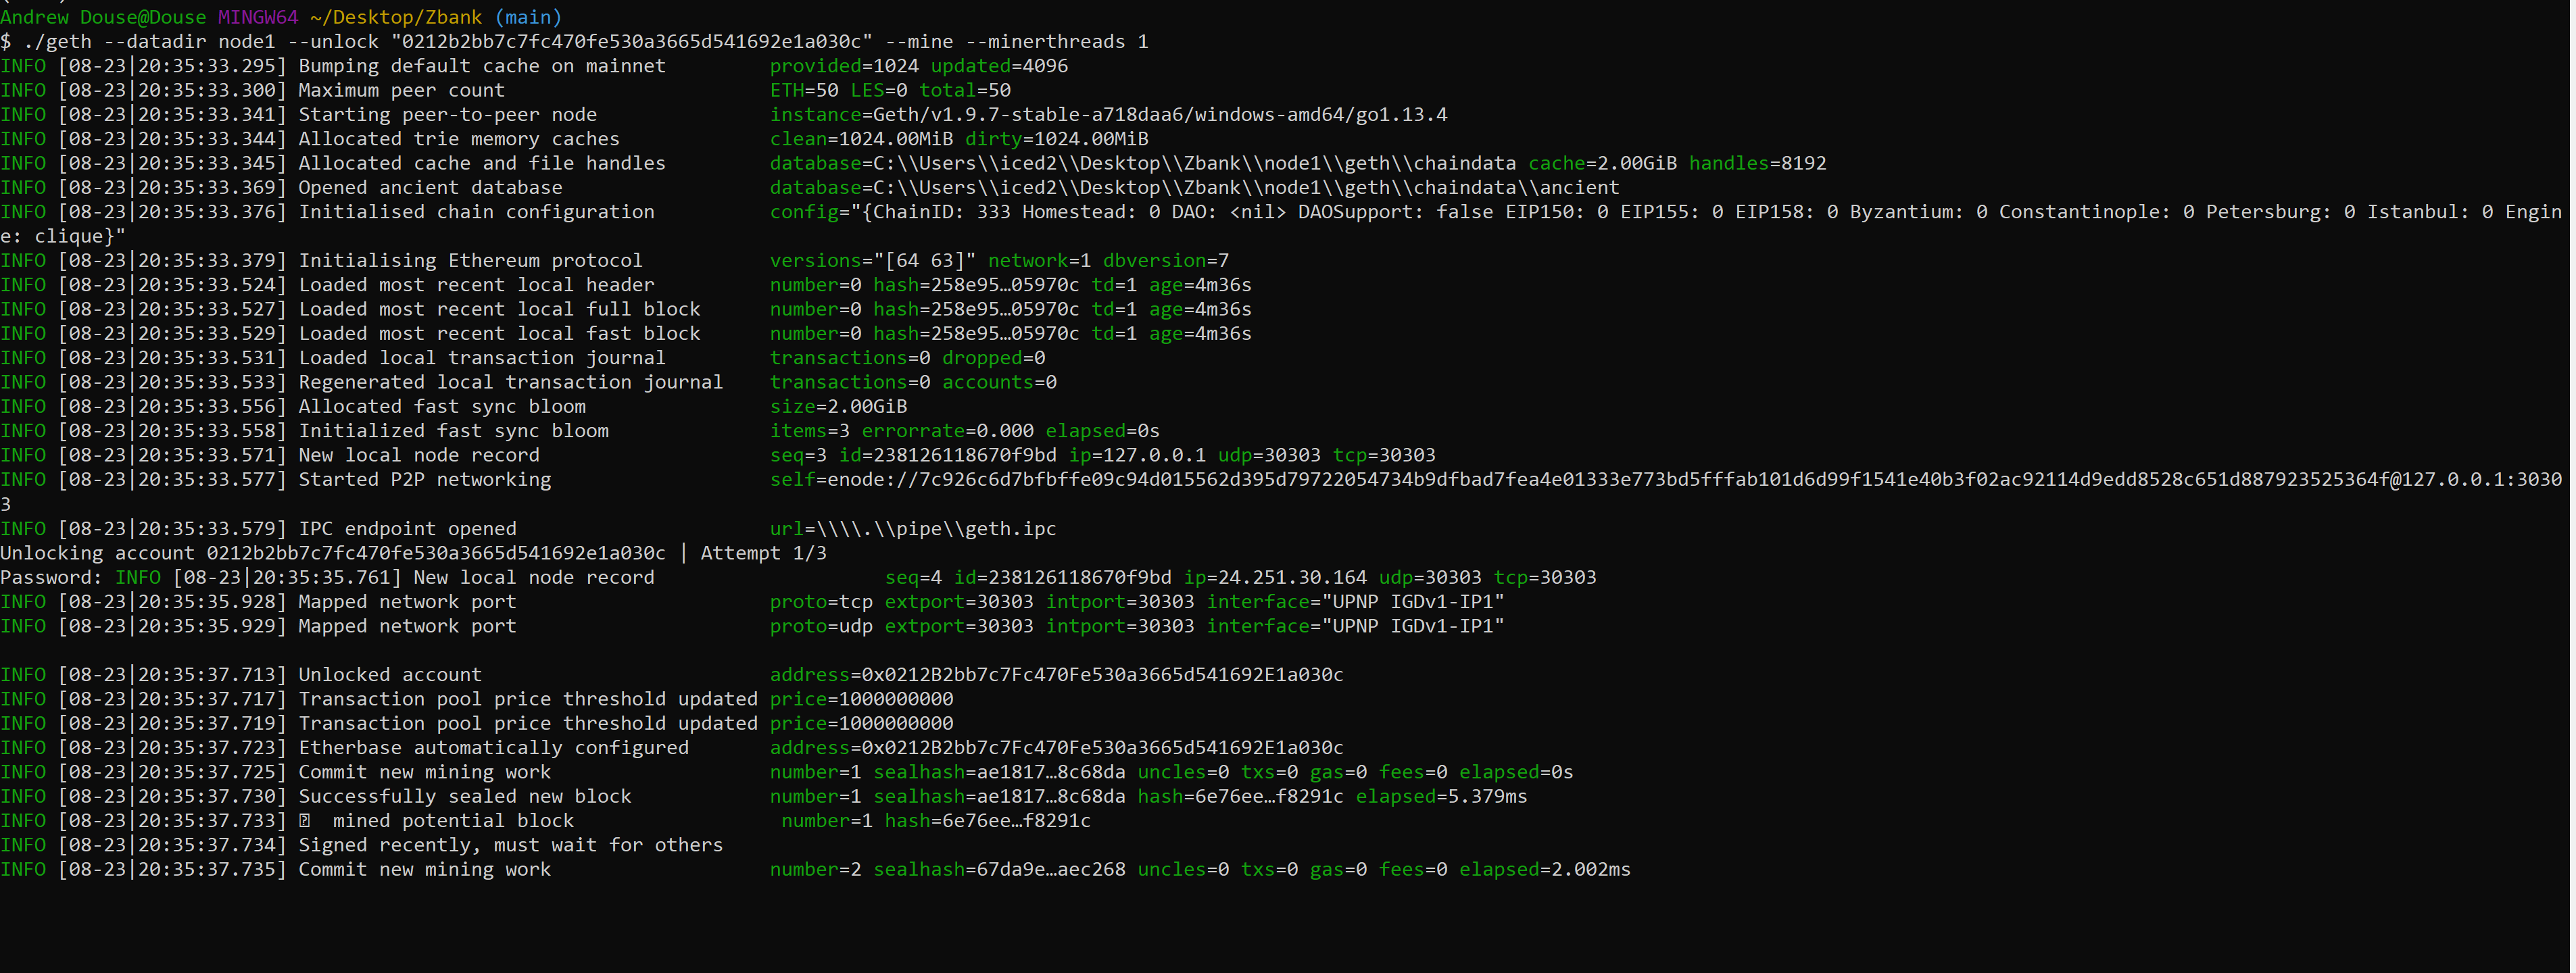 Andrew Douse@Douse MINGW64 ~/Desktop/Zbank (main)
$ ./geth --datadir node1 --unlock "0212b2bb7c7fc470fe530a3665d541692e1a030c" --mine --minerthreads 1
INFO [08-23|20:35:33.295] Bumping default cache on mainnet         provided=1024 updated=4096
INFO [08-23|20:35:33.300] Maximum peer count                       ETH=50 LES=0 total=50
INFO [08-23|20:35:33.341] Starting peer-to-peer node               instance=Geth/v1.9.7-stable-a718daa6/windows-amd64/go1.13.4
INFO [08-23|20:35:33.344] Allocated trie memory caches             clean=1024.00MiB dirty=1024.00MiB
INFO [08-23|20:35:33.345] Allocated cache and file handles         database=C:\\Users\\iced2\\Desktop\\Zbank\\node1\\geth\\chaindata cache=2.00GiB handles=8192
INFO [08-23|20:35:33.369] Opened ancient database                  database=C:\\Users\\iced2\\Desktop\\Zbank\\node1\\geth\\chaindata\\ancient
INFO [08-23|20:35:33.376] Initialised chain configuration          config="{ChainID: 333 Homestead: 0 DAO: <nil> DAOSupport: false EIP150: 0 EIP155: 0 EIP158: 0 Byzantium: 0 Constantinople: 0 Petersburg: 0 Istanbul: 0 Engin
e: clique}"
INFO [08-23|20:35:33.379] Initialising Ethereum protocol           versions="[64 63]" network=1 dbversion=7
INFO [08-23|20:35:33.524] Loaded most recent local header          number=0 hash=258e95…05970c td=1 age=4m36s
INFO [08-23|20:35:33.527] Loaded most recent local full block      number=0 hash=258e95…05970c td=1 age=4m36s
INFO [08-23|20:35:33.529] Loaded most recent local fast block      number=0 hash=258e95…05970c td=1 age=4m36s
INFO [08-23|20:35:33.531] Loaded local transaction journal         transactions=0 dropped=0
INFO [08-23|20:35:33.533] Regenerated local transaction journal    transactions=0 accounts=0
INFO [08-23|20:35:33.556] Allocated fast sync bloom                size=2.00GiB
INFO [08-23|20:35:33.558] Initialized fast sync bloom              items=3 errorrate=0.000 elapsed=0s
INFO [08-23|20:35:33.571] New local node record                    seq=3 id=238126118670f9bd ip=127.0.0.1 udp=30303 tcp=30303
INFO [08-23|20:35:33.577] Started P2P networking                   self=enode://7c926c6d7bfbffe09c94d015562d395d79722054734b9dfbad7fea4e01333e773bd5fffab101d6d99f1541e40b3f02ac92114d9edd8528c651d887923525364f@127.0.0.1:3030
3
INFO [08-23|20:35:33.579] IPC endpoint opened                      url=\\\\.\\pipe\\geth.ipc
Unlocking account 0212b2bb7c7fc470fe530a3665d541692e1a030c | Attempt 1/3
Password: INFO [08-23|20:35:35.761] New local node record                    seq=4 id=238126118670f9bd ip=24.251.30.164 udp=30303 tcp=30303
INFO [08-23|20:35:35.928] Mapped network port                      proto=tcp extport=30303 intport=30303 interface="UPNP IGDv1-IP1"
INFO [08-23|20:35:35.929] Mapped network port                      proto=udp extport=30303 intport=30303 interface="UPNP IGDv1-IP1"
INFO [08-23|20:35:37.713] Unlocked account                         address=0x0212B2bb7c7Fc470Fe530a3665d541692E1a030c
INFO [08-23|20:35:37.717] Transaction pool price threshold updated price=1000000000
INFO [08-23|20:35:37.719] Transaction pool price threshold updated price=1000000000
INFO [08-23|20:35:37.723] Etherbase automatically configured       address=0x0212B2bb7c7Fc470Fe530a3665d541692E1a030c
INFO [08-23|20:35:37.725] Commit new mining work                   number=1 sealhash=ae1817…8c68da uncles=0 txs=0 gas=0 fees=0 elapsed=0s
INFO [08-23|20:35:37.730] Successfully sealed new block            number=1 sealhash=ae1817…8c68da hash=6e76ee…f8291c elapsed=5.379ms
INFO [08-23|20:35:37.733] mined potential block                  number=1 hash=6e76ee…f8291c
INFO [08-23|20:35:37.734] Signed recently, must wait for others
INFO [08-23|20:35:37.735] Commit new mining work                   number=2 sealhash=67da9e…aec268 uncles=0 txs=0 gas=0 fees=0 elapsed=2.002ms